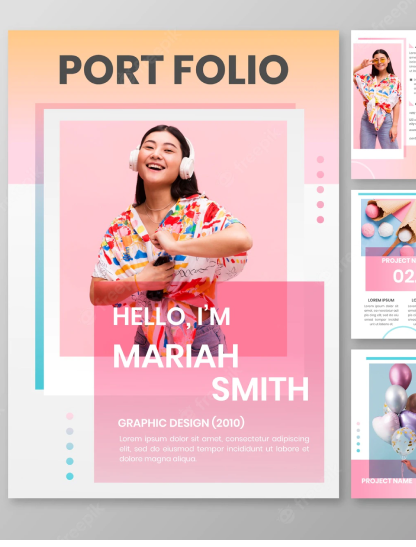 PORT FOLIO
HELLO, I'M
MARIAH
SMITH
GRAPHIC DESIGN (2010)
Lorem ipsum dolor sit amet, consectetur adipiscing
elit, sed do eiusmod tempor incididunt ut labore et
dolore magna aliqua.
PROJECT N
02.
LOREM IPSUM
PROJECT NAME